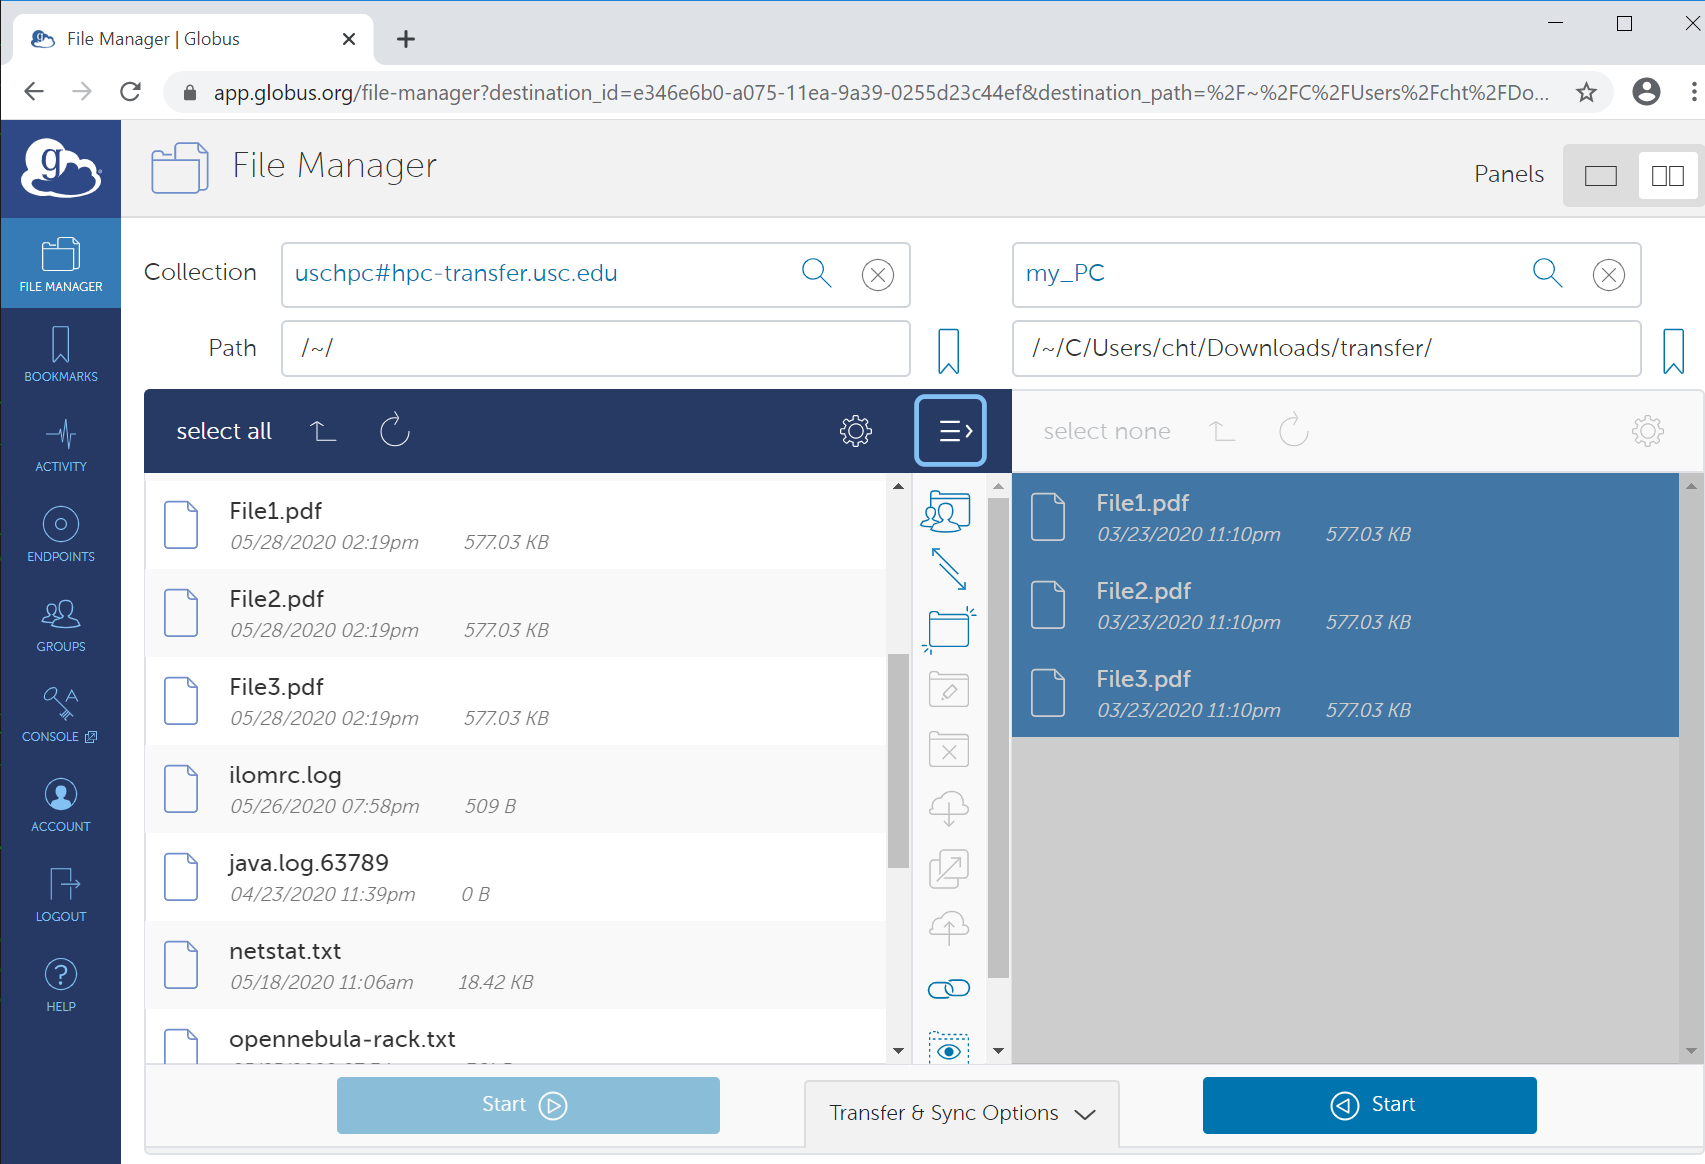 File Manager | Globus
app.globus.org/file-manager?destination_id=e346e6b0-a075-11ea-9a39-0255d23c44ef&destination_path=%2F~%2FC%2FUsers%2Fcht%2FDo...
g
File Manager
Panels
FILE MANAGER
BOOKMARKS
ACTIVITY
ENDPOINTS
GROUPS
CONSOLE
ACCOUNT
LOGOUT
HELP
Collection
uschpc#hpc-transfer.usc.edu
my_PC
Path
/~/
/~/C/Users/cht/Downloads/transfer/
select all
select none
File1.pdf
05/28/2020 02:19pm 577.03 KB
File2.pdf
05/28/2020 02:19pm 577.03 KB
File3.pdf
05/28/2020 02:19pm 577.03 KB
ilomrc.log
05/26/2020 07:58pm 509 B
java.log.63789
04/23/2020 11:39pm 0 B
netstat.txt
05/18/2020 11:06am 18.42 KB
opennebula-rack.txt
File1.pdf
03/23/2020 11:10pm 577.03 KB
File2.pdf
03/23/2020 11:10pm 577.03 KB
File3.pdf
03/23/2020 11:10pm 577.03 KB
Start
Transfer & Sync Options
Start